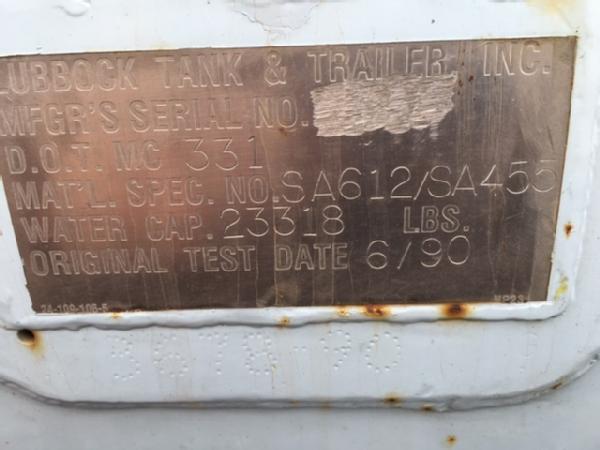 LUBBOCK TANK & TRAILER, INC.
MFGR'S SERIAL NO.
D.O.T. MC 331
MAT'L. SPEC. NO. SA612/SA455
WATER CAP. 23318 LBS.
ORIGINAL TEST DATE 6/90